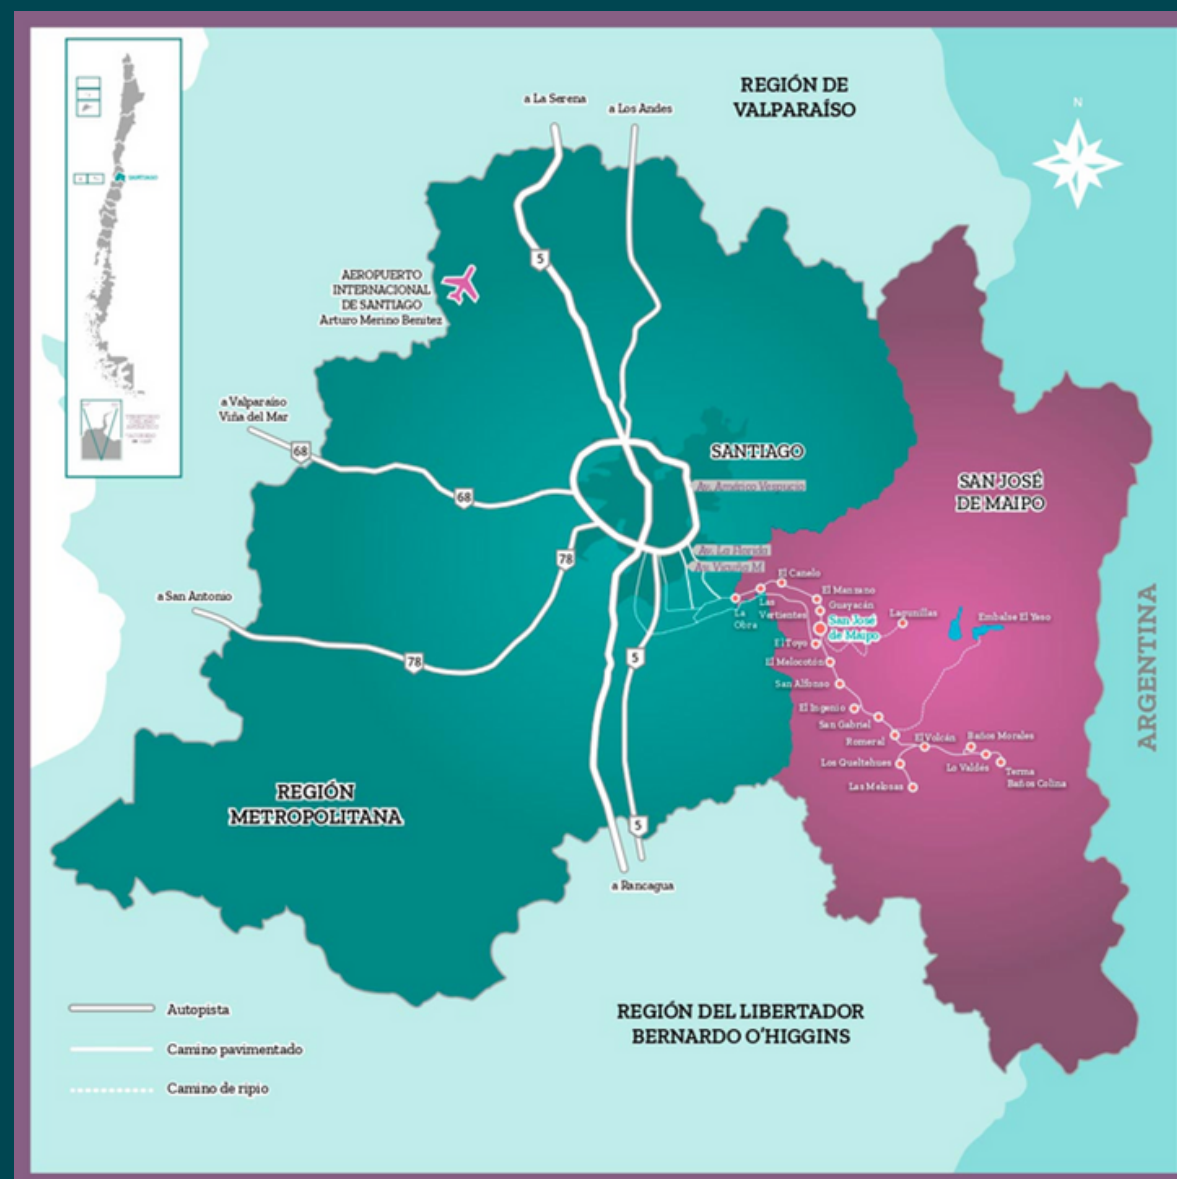 a La Serena
a Los Andes
REGIÓN DE
VALPARAÍSO
N
SANTIAGO
5
AEROPUERTO
INTERNACIONAL
DE SANTIAGO
Arturo Merino Benitez
a Valparaíso
Viña del Mar
68
68
SANTIAGO
Av. Américo Vespucio
SAN JOSÉ
DE MAIPO
78
Av. La Florida
Av. Vicuña M
a San Antonio
El Canelo
El Manzano
Las
Vertientes
La
Obra
Guayacán
San José
de Maipo
Lagunillas
Embalse El Yeso
ARGENTINA
78
5
El Toyo
El Melocotón
San Alfonso
El Ingenio
San Gabriel
Romeral
El Volcán
Baños Morales
Los Queltehues
Lo Valdés
Terma
Baños Colina
Las Melosas
REGIÓN
METROPOLITANA
5
a Rancagua
Autopista
Camino pavimentado
Camino de ripio
REGIÓN DEL LIBERTADOR
BERNARDO O'HIGGINS